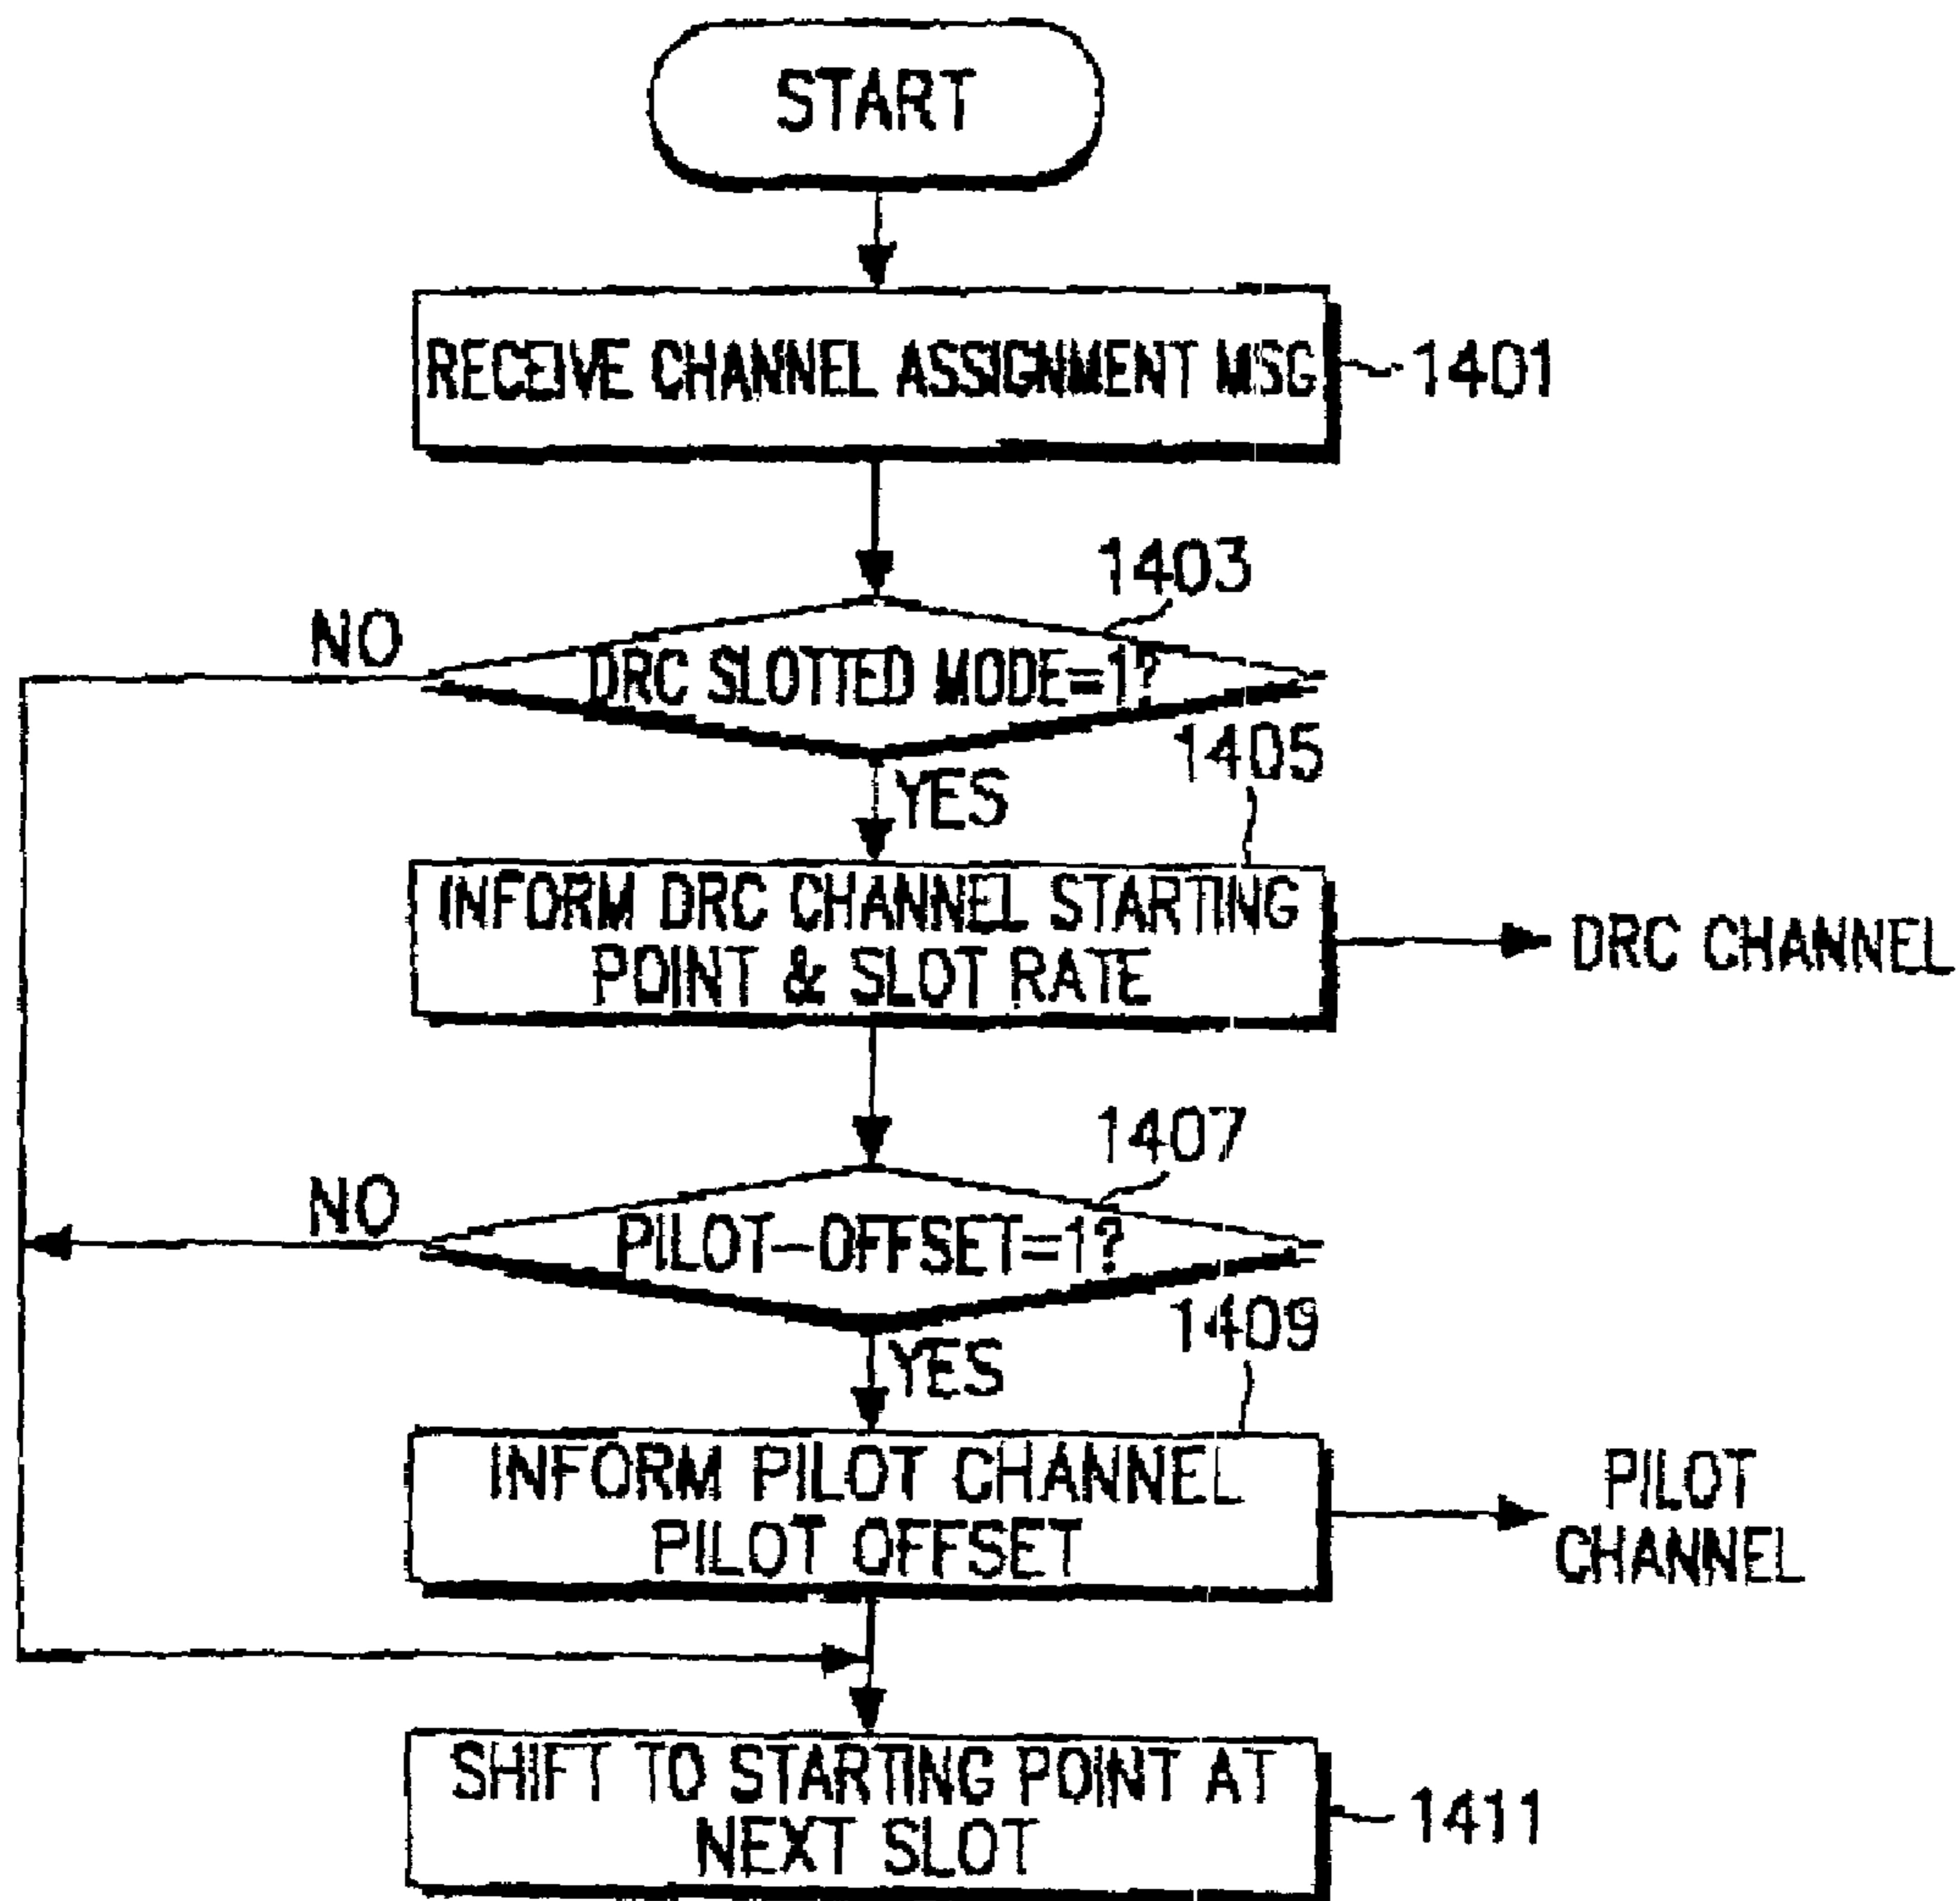 START
RECEIVE CHANNEL ASSIGNMENT MSG
1401
1403
NO
DRC SLOTTED MODE=1?
1405
YES
INFORM DRC CHANNEL STARTING
POINT & SLOT RATE
DRC CHANNEL
1407
NO
PILOT-OFFSET=1?
1409
YES
INFORM PILOT CHANNEL
PILOT OFFSET
PILOT
CHANNEL
SHIFT TO STARTING POINT AT
NEXT SLOT
1411